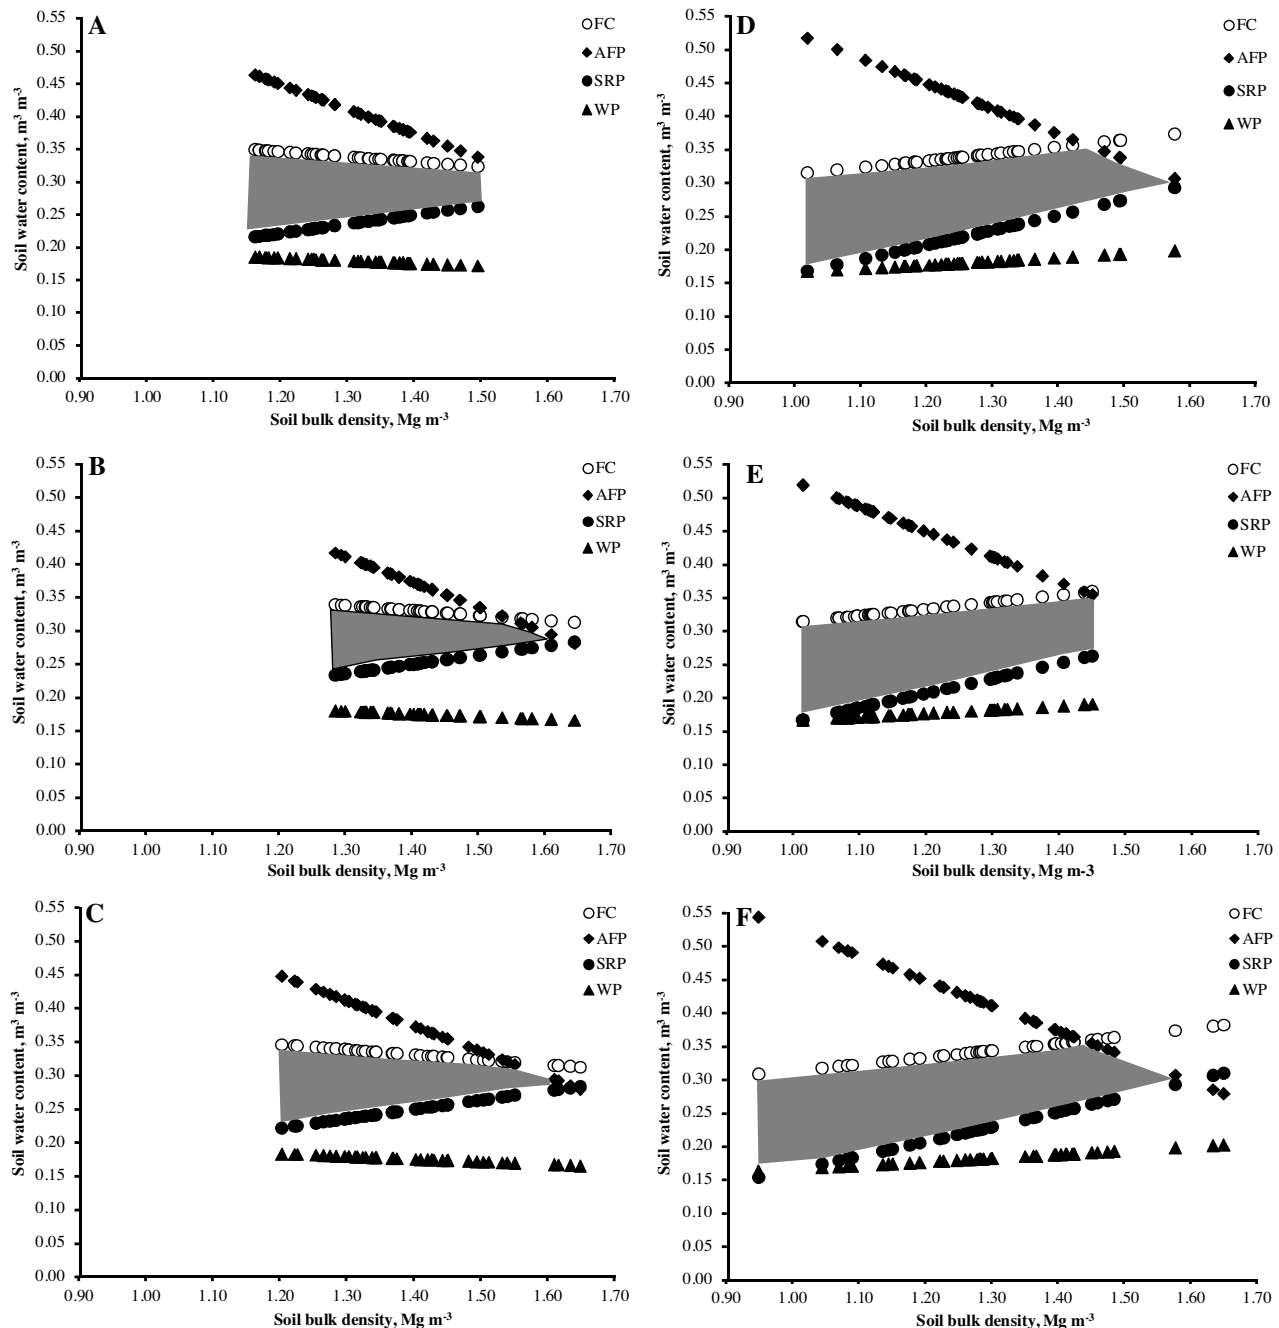 A
FC
AFP
SRP
WP
Soil water content, m³ m-³
0.55
0.50
0.45
0.40
0.35
0.30
0.25
0.20
0.15
0.10
0.05
0.00
0.90 1.00 1.10 1.20 1.30 1.40 1.50 1.60 1.70
Soil bulk density, Mg m-³
D
FC
AFP
SRP
WP
Soil water content, m³ m-³
0.55
0.50
0.45
0.40
0.35
0.30
0.25
0.20
0.15
0.10
0.05
0.00
0.90 1.00 1.10 1.20 1.30 1.40 1.50 1.60 1.70
Soil bulk density, Mg m-³
B
FC
AFP
SRP
WP
Soil water content, m³ m-³
0.55
0.50
0.45
0.40
0.35
0.30
0.25
0.20
0.15
0.10
0.05
0.00
0.90 1.00 1.10 1.20 1.30 1.40 1.50 1.60 1.70
Soil bulk density, Mg m-³
E
FC
AFP
SRP
WP
Soil water content, m³ m-³
0.55
0.50
0.45
0.40
0.35
0.30
0.25
0.20
0.15
0.10
0.05
0.00
0.90 1.00 1.10 1.20 1.30 1.40 1.50 1.60 1.70
Soil bulk density, Mg m-3
C
FC
AFP
SRP
WP
Soil water content, m³ m-³
0.55
0.50
0.45
0.40
0.35
0.30
0.25
0.20
0.15
0.10
0.05
0.00
0.90 1.00 1.10 1.20 1.30 1.40 1.50 1.60 1.70
Soil bulk density, Mg m-³
F
FC
AFP
SRP
WP
Soil water content, m³ m-³
0.55
0.50
0.45
0.40
0.35
0.30
0.25
0.20
0.15
0.10
0.05
0.00
0.90 1.00 1.10 1.20 1.30 1.40 1.50 1.60 1.70
Soil bulk density, Mg m-³